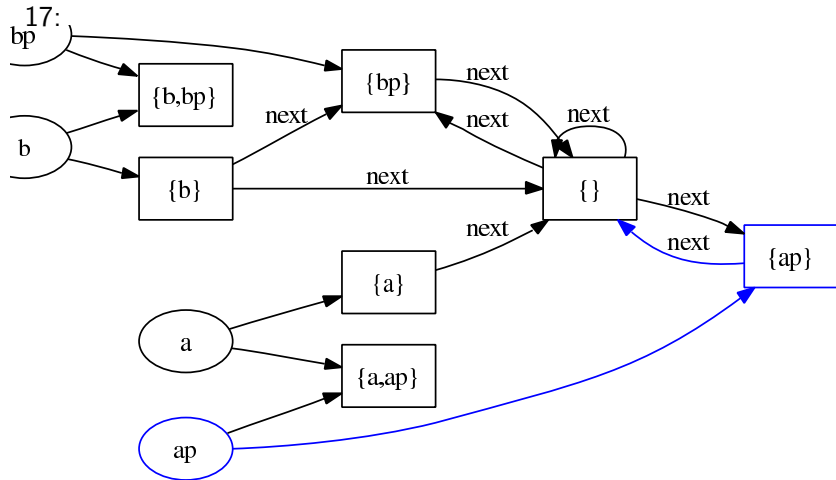 17:
bp
{b,bp}
b
{b}
next
next
{bp}
next
next
next
{}
next
next
{ap}
next
{a}
a
{a,ap}
ap